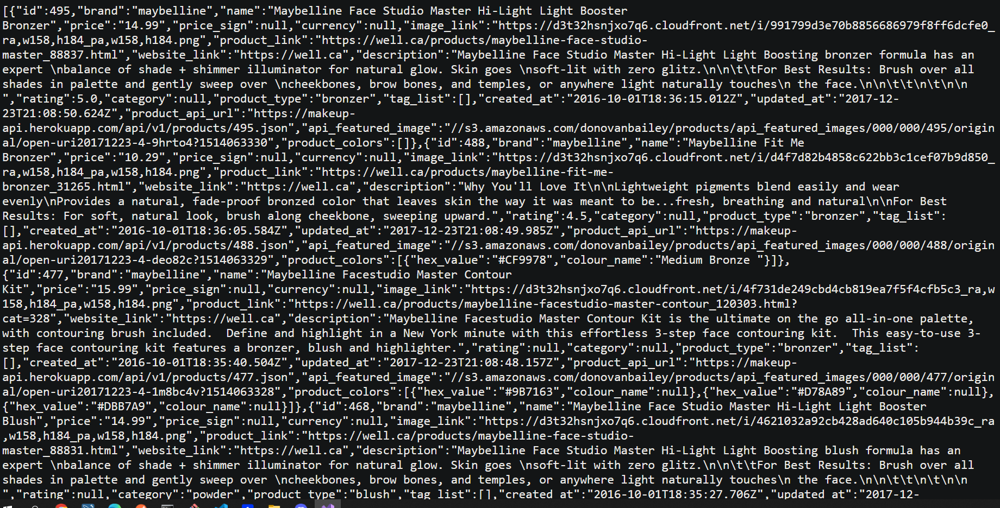 [{"id":495,"brand":"maybelline","name":"Maybelline Face Studio Master Hi-Light Light Booster
Bronzer","price":"14.99","price_sign":null,"currency":null,"image_link":"https://d3t32hsnjxo7q6.cloudfront.net/i/991799d3e70b8856686979f8ff6dcfe0_
ra,w158,h184_pa,w158,h184.png","product_link":"https://well.ca/products/maybelline-face-studio-
master_88837.html","website_link":"https://well.ca","description":"Maybelline Face Studio Master Hi-Light Light Boosting bronzer formula has an
expert \nbalance of shade + shimmer illuminator for natural glow. Skin goes \nsoft-lit with zero glitz.\n\n\t\tFor Best Results: Brush over all
shades in palette and gently sweep over \ncheekbones, brow bones, and temples, or anywhere light naturally touches\n the face.\n\n\t\t\n\t\n\n
","rating":5.0,"category":null,"product_type":"bronzer","tag_list":[],"created_at":"2016-10-01T18:36:15.012Z","updated_at":"2017-12-
23T21:08:50.624Z","product_api_url":"https://makeup-
api.herokuapp.com/api/v1/products/495.json","api_featured_image":"//s3.amazonaws.com/donovanbailey/products/api_featured_images/000/000/495/origin
al/open-uri20171223-4-9hrto4?1514063330","product_colors":[]},{"id":488,"brand":"maybelline","name":"Maybelline Fit Me
Bronzer","price":"10.29","price_sign":null,"currency":null,"image_link":"https://d3t32hsnjxo7q6.cloudfront.net/i/d4f7d82b4858c622bb3c1cef07b9d850_
ra,w158,h184_pa,w158,h184.png","product_link":"https://well.ca/products/maybelline-fit-me-
bronzer_31265.html","website_link":"https://well.ca","description":"Why You'll Love It\n\nLightweight pigments blend easily and wear
evenly\nProvides a natural, fade-proof bronzed color that leaves skin the way it was meant to be...fresh, breathing and natural\n\nFor Best
Results: For soft, natural look, brush along cheekbone, sweeping upward.","rating":4.5,"category":null,"product_type":"bronzer","tag_list":
[],"created_at":"2016-10-01T18:36:05.584Z","updated_at":"2017-12-23T21:08:49.985Z","product_api_url":"https://makeup-
api.herokuapp.com/api/v1/products/488.json","api_featured_image":"//s3.amazonaws.com/donovanbailey/products/api_featured_images/000/000/488/origin
al/open-uri20171223-4-deo82c?1514063329","product_colors":[{"hex_value":"#CF9978","colour_name":"Medium Bronze "}]},
{"id":477,"brand":"maybelline","name":"Maybelline Facestudio Master Contour
Kit","price":"15.99","price_sign":null,"currency":null,"image_link":"https://d3t32hsnjxo7q6.cloudfront.net/i/4f731de249cbd4cb819ea7f5f4cfb5c3_ra,w
158,h184_pa,w158,h184.png","product_link":"https://well.ca/products/maybelline-facestudio-master-contour_120303.html?
cat=328","website_link":"https://well.ca","description":"Maybelline Facestudio Master Contour Kit is the ultimate on the go all-in-one palette,
with contouring brush included.  Define and highlight in a New York minute with this effortless 3-step face contouring kit.  This easy-to-use 3-
step face contouring kit features a bronzer, blush and highlighter.","rating":null,"category":null,"product_type":"bronzer","tag_list":
[],"created_at":"2016-10-01T18:35:40.504Z","updated_at":"2017-12-23T21:08:48.157Z","product_api_url":"https://makeup-
api.herokuapp.com/api/v1/products/477.json","api_featured_image":"//s3.amazonaws.com/donovanbailey/products/api_featured_images/000/000/477/origin
al/open-uri20171223-4-1m8bc4v?1514063328","product_colors":[{"hex_value":"#9B7163","colour_name":null},{"hex_value":"#D78A89","colour_name":null},
{"hex_value":"#DBB7A9","colour_name":null}]},{"id":468,"brand":"maybelline","name":"Maybelline Face Studio Master Hi-Light Light Booster
Blush","price":"14.99","price_sign":null,"currency":null,"image_link":"https://d3t32hsnjxo7q6.cloudfront.net/i/4621032a92cb428ad640c105b944b39c_ra
,w158,h184_pa,w158,h184.png","product_link":"https://well.ca/products/maybelline-face-studio-
master_88831.html","website_link":"https://well.ca","description":"Maybelline Face Studio Master Hi-Light Light Boosting blush formula has an
expert \nbalance of shade + shimmer illuminator for natural glow. Skin goes \nsoft-lit with zero glitz.\n\n\t\tFor Best Results: Brush over all
shades in palette and gently sweep over \ncheekbones, brow bones, and temples, or anywhere light naturally touches\n the face.\n\n\t\t\n\t\n\n
","rating":null,"category":"powder","product_type":"blush","tag_list":[],"created_at":"2016-10-01T18:35:27.706Z","updated_at":"2017-12-